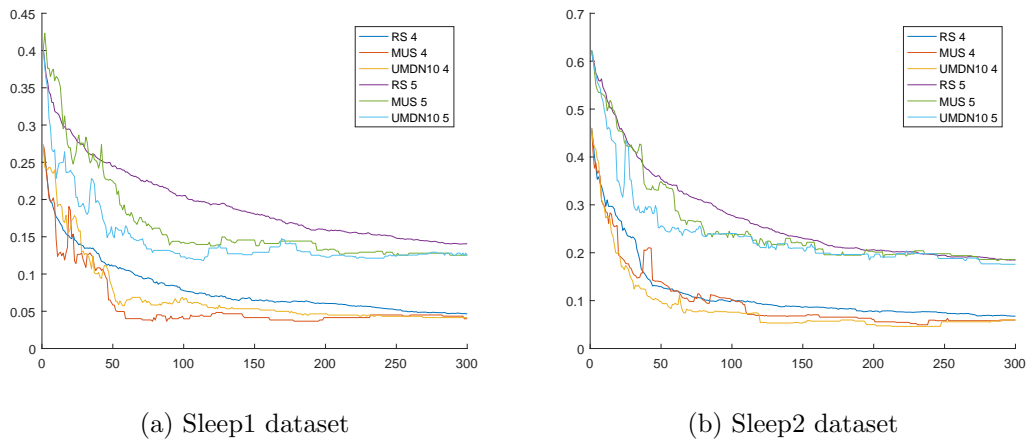 0.45
0.4
0.35
0.3
0.25
0.2
0.15
0.1
0.05
0
0 50 100 150 200 250 300
RS 4
MUS 4
UMDN10 4
RS 5
MUS 5
UMDN10 5
(a) Sleep1 dataset
0.7
0.6
0.5
0.4
0.3
0.2
0.1
0
0 50 100 150 200 250 300
RS 4
MUS 4
UMDN10 4
RS 5
MUS 5
UMDN10 5
(b) Sleep2 dataset